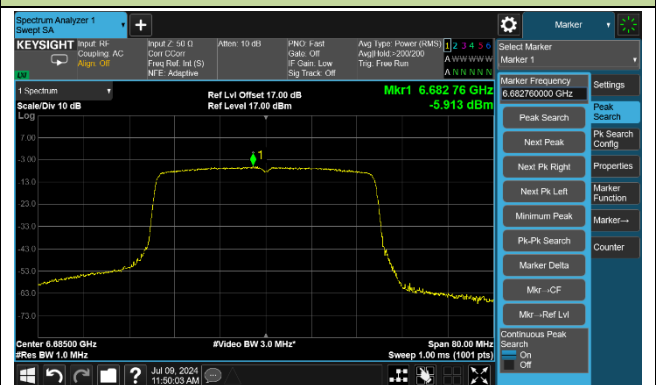 Spectrum Analyzer 1
Swept SA
Marker
KEYSIGHT Input: RF Input Z: 50 Ω Atten: 10 dB PNO: Fast Avg Type: Power (RMS) 1 2 3 4 5 6
Coupling: AC Corr CCorr Gate: Off Avg|Hold:>200/200 A W W W W W
Align: Off Freq Ref: Int (S) IF Gain: Low Trig: Free Run
NFE: Adaptive Sig Track: Off A N N N N N
Select Marker
Marker 1
1 Spectrum
Scale/Div 10 dB
Log
Ref Lvl Offset 17.00 dB
Ref Level 17.00 dBm
Mkr1 6.682 76 GHz
-5.913 dBm
7.00
-3.00
-13.0
-23.0
-33.0
-43.0
-53.0
-63.0
-73.0
1
Center 6.68500 GHz
#Res BW 1.0 MHz
#Video BW 3.0 MHz*
Span 80.00 MHz
Sweep 1.00 ms (1001 pts)
Marker Frequency
6.682760000 GHz
Peak Search
Next Peak
Next Pk Right
Next Pk Left
Minimum Peak
Pk-Pk Search
Marker Delta
Mkr→CF
Mkr→Ref Lvl
Continuous Peak
Search
On
Off
Settings
Peak
Search
Pk Search
Config
Properties
Marker
Function
Marker→
Counter
Jul 09, 2024
11:50:03 AM